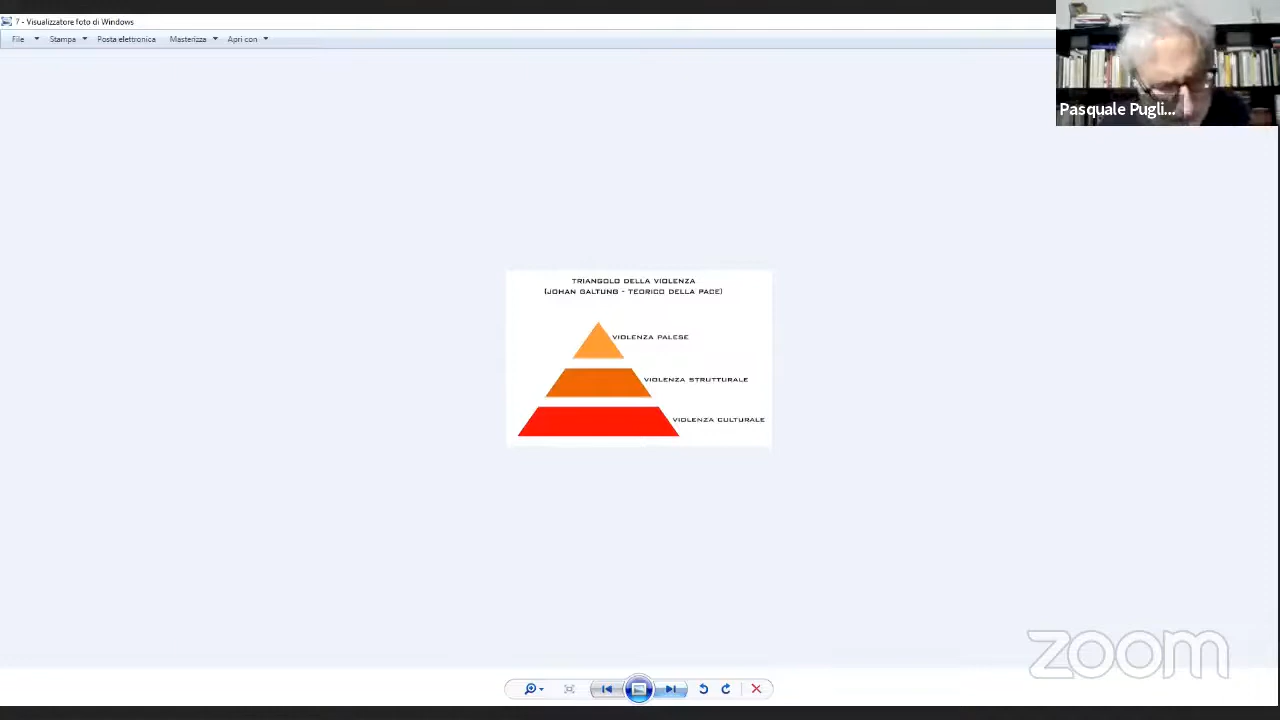 7 - Visualizzatore foto di Windows
File Stampa Posta elettronica Masterizza Apri con
Pasquale Pugli...
TRIANGOLO DELLA VIOLENZA
(JOHAN GALTUNG - TEORICO DELLA PACE)
VIOLENZA PALESE
VIOLENZA STRUTTURALE
VIOLENZA CULTURALE
zoom